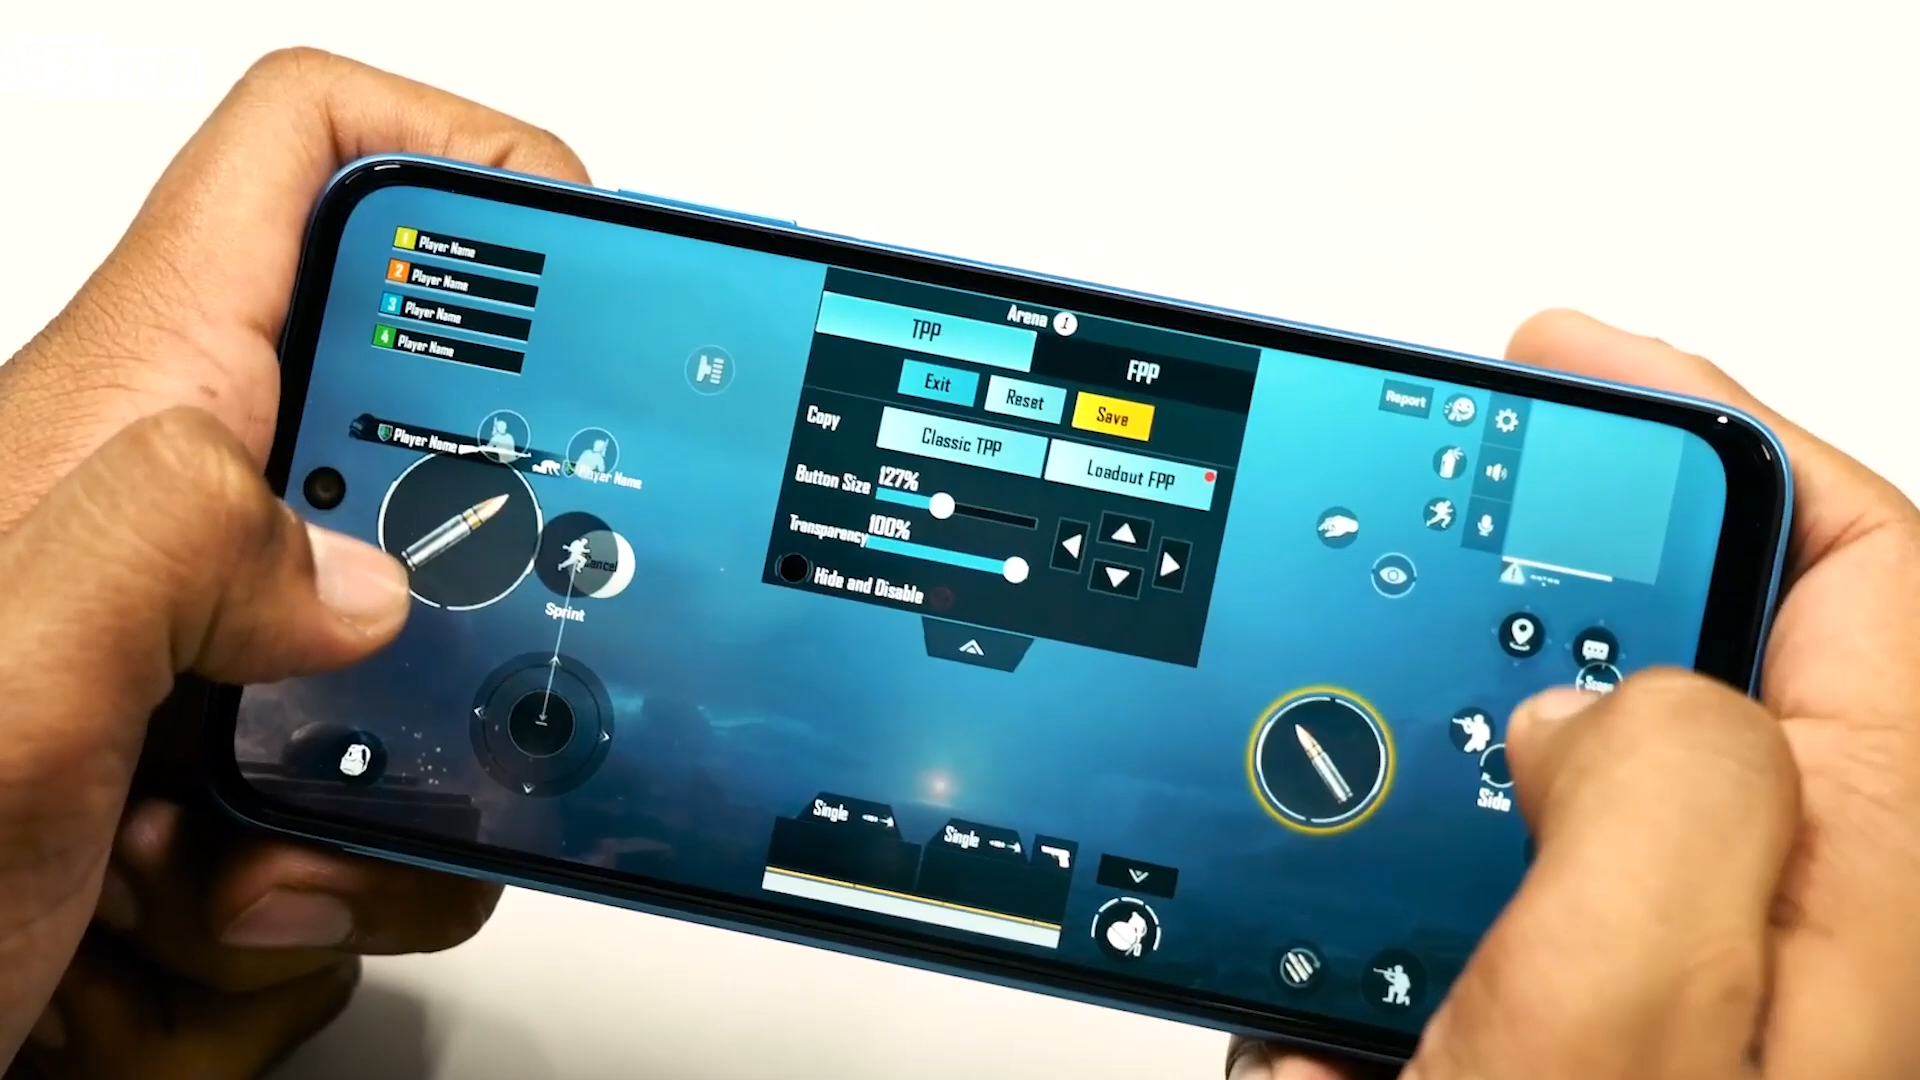 1 Player Name
2 Player Name
3 Player Name
4 Player Name
Player Name
Player Name
Cancel
Sprint
Arena 1
TPP
FPP
Exit
Reset
Save
Copy
Classic TPP
Loadout FPP
Button Size
127%
Transparency
100%
Hide and Disable
Report
Scope
Side
Single
Single